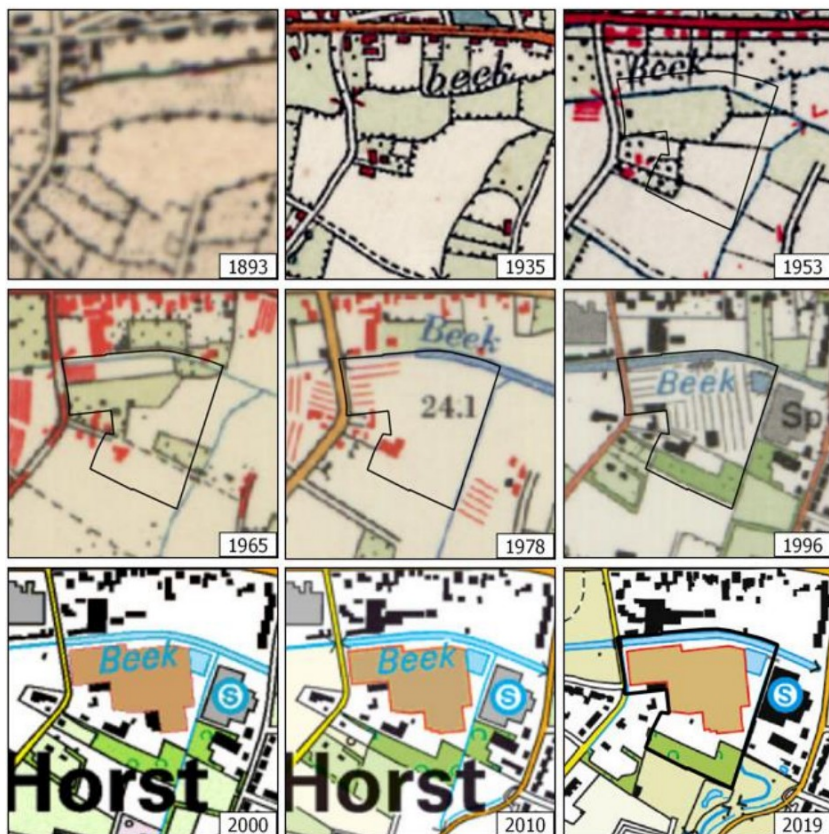 1893
beek
1935
Beek
1953
1965
Beek
24.1
1978
Beek
Sp
1996
Beek
S
Horst
2000
Beek
S
Horst
2010
S
2019